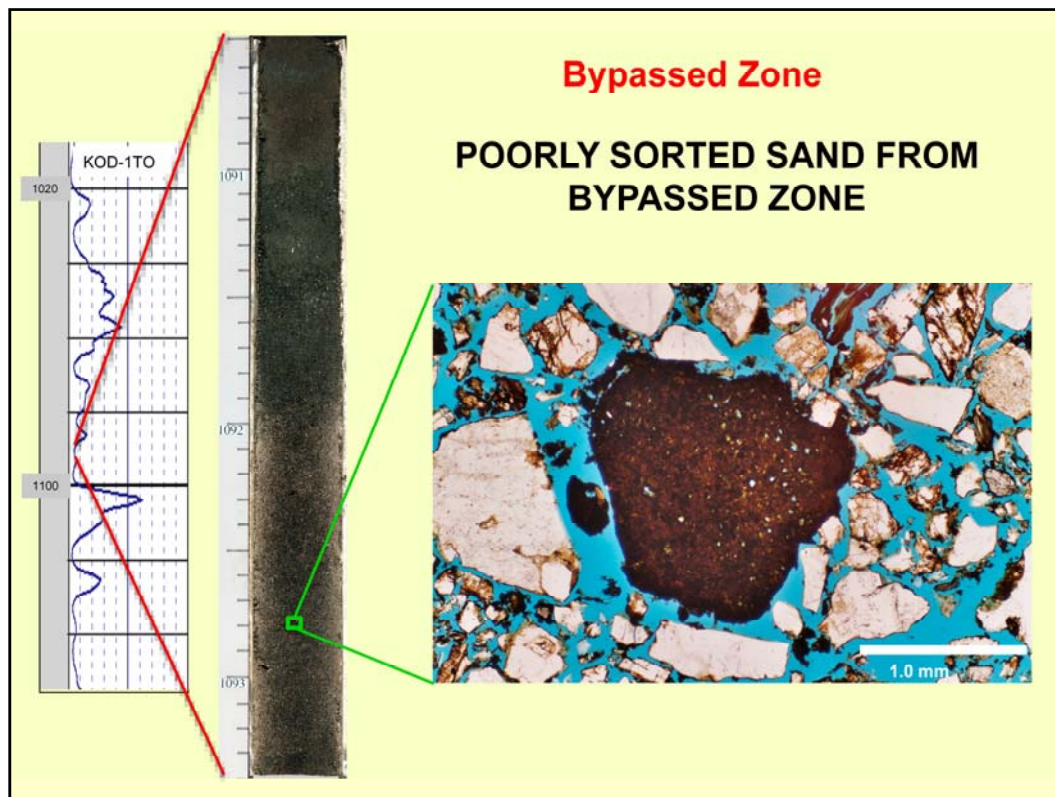 Bypassed Zone
POORLY SORTED SAND FROM
BYPASSED ZONE
KOD-1TO
1020
1100
1091
1092
1093
1.0 mm